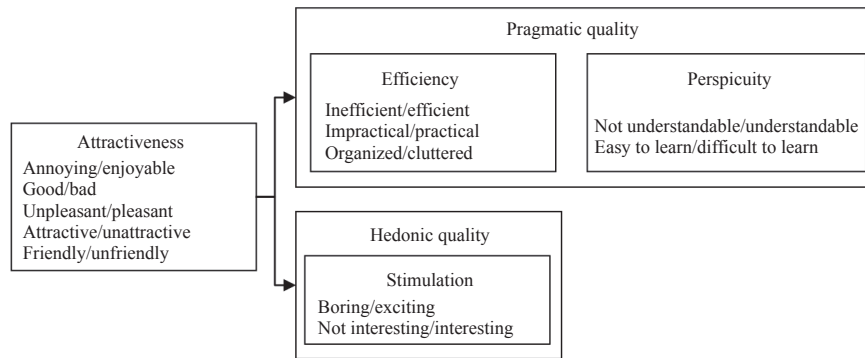 Pragmatic quality
Efficiency
Inefficient/efficient
Impractical/practical
Organized/cluttered
Perspicuity
Not understandable/understandable
Easy to learn/difficult to learn
Attractiveness
Annoying/enjoyable
Good/bad
Unpleasant/pleasant
Attractive/unattractive
Friendly/unfriendly
Hedonic quality
Stimulation
Boring/exciting
Not interesting/interesting